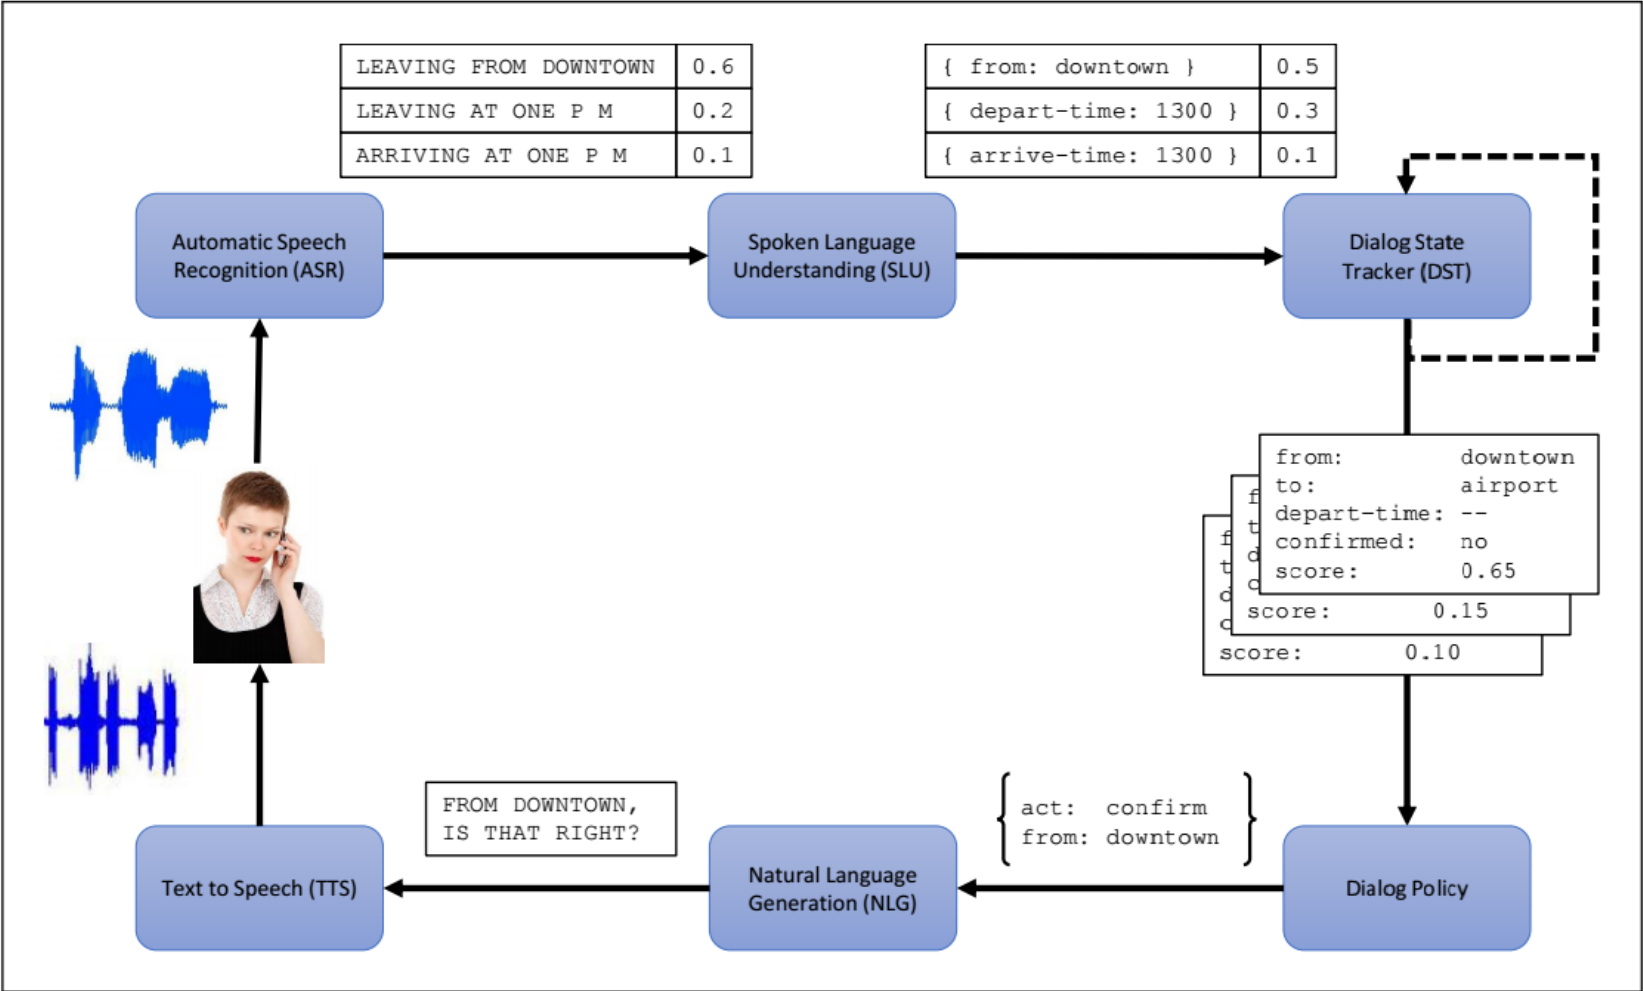 LEAVING FROM DOWNTOWN 0.6
LEAVING AT ONE P M 0.2
ARRIVING AT ONE P M 0.1
{ from: downtown } 0.5
{ depart-time: 1300 } 0.3
{ arrive-time: 1300 } 0.1
Automatic Speech
Recognition (ASR)
Spoken Language
Understanding (SLU)
Dialog State
Tracker (DST)
from: downtown
to: airport
depart-time: --
confirmed: no
score: 0.65
f
t
d
c
score: 0.15
f
t
d
c
score: 0.10
act: confirm
from: downtown
FROM DOWNTOWN,
IS THAT RIGHT?
Text to Speech (TTS)
Natural Language
Generation (NLG)
Dialog Policy